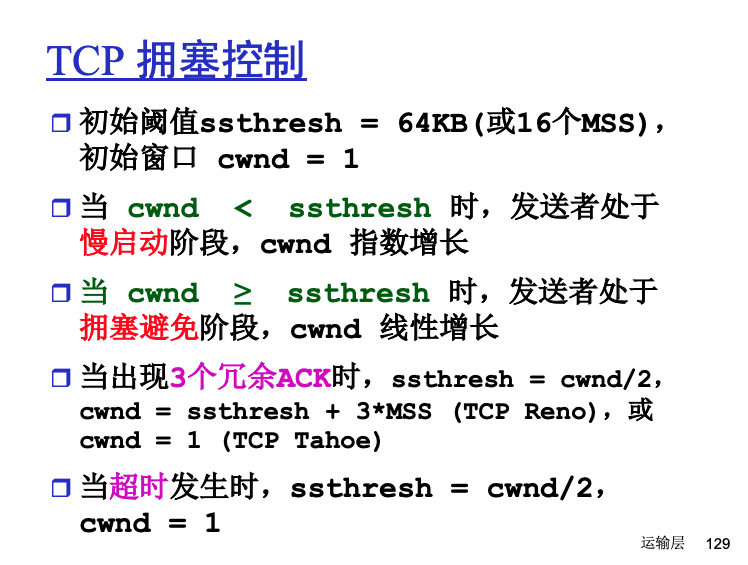 TCP 拥塞控制
初始阈值ssthresh = 64KB(或16个MSS)，
初始窗口 cwnd = 1
当 cwnd < ssthresh 时，发送者处于
慢启动阶段，cwnd 指数增长
当 cwnd ≥ ssthresh 时，发送者处于
拥塞避免阶段，cwnd 线性增长
当出现3个冗余ACK时，ssthresh = cwnd/2，
cwnd = ssthresh + 3*MSS (TCP Reno)，或
cwnd = 1 (TCP Tahoe)
当超时发生时，ssthresh = cwnd/2，
cwnd = 1
运输层 129